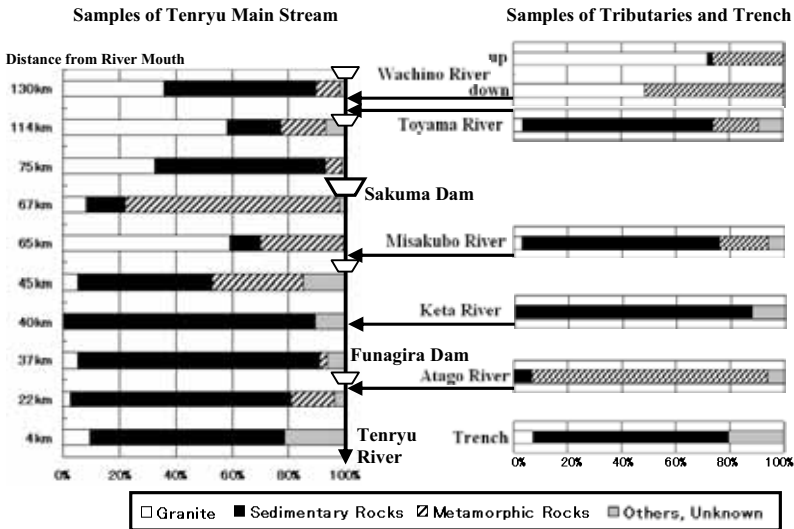 Samples of Tenryu Main Stream
Samples of Tributaries and Trench
Distance from River Mouth
up
Wachino River
down
130km
114km
Toyama River
75km
Sakuma Dam
67km
65km
Misakubo River
45km
Keta River
40km
Funagira Dam
37km
Atago River
22km
Tenryu
River
4km
Trench
0% 20% 40% 60% 80% 100%
0% 20% 40% 60% 80% 100%
Granite Sedimentary Rocks Metamorphic Rocks Others, Unknown